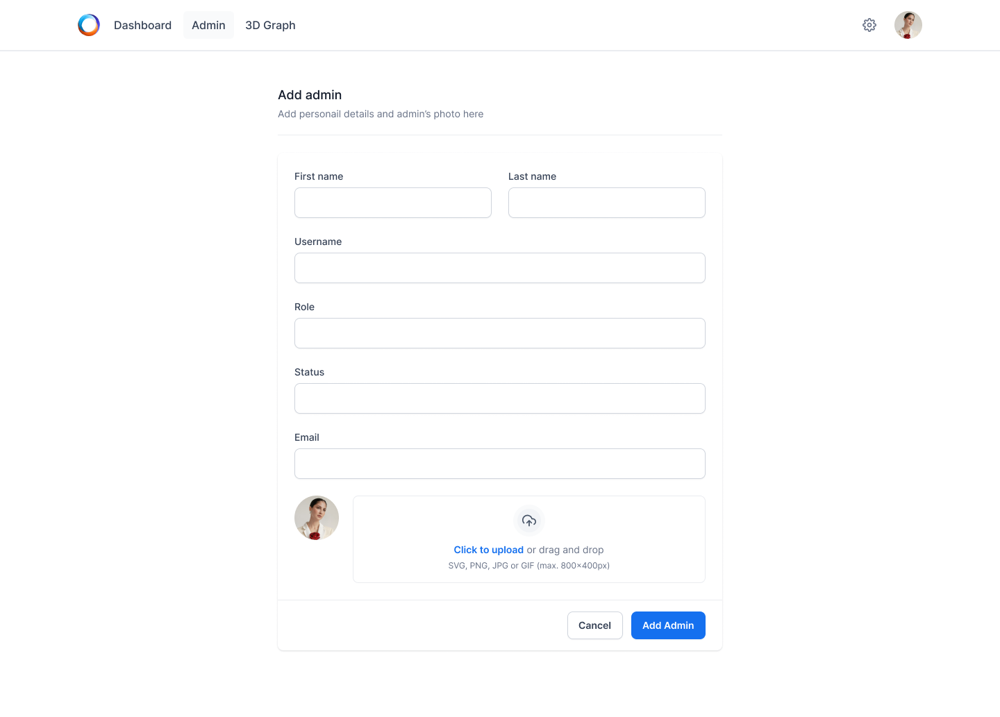 Dashboard Admin 3D Graph
Add admin
Add personail details and admin’s photo here
First name Last name
Username
Role
Status
Email
Click to upload or drag and drop
SVG, PNG, JPG or GIF (max. 800×400px)
Cancel Add Admin